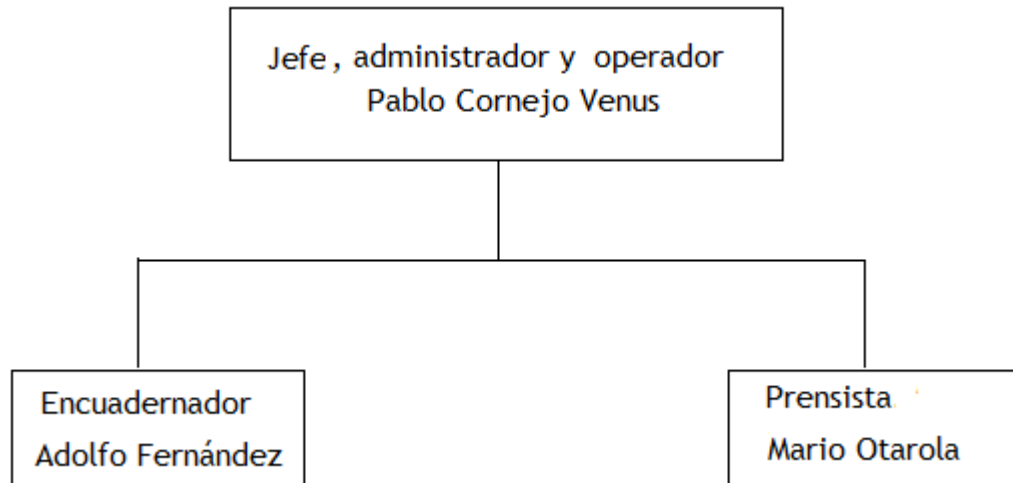 Jefe, administrador y operador
Pablo Cornejo Venus
Encuadernador
Adolfo Fernández
Prensista
Mario Otarola